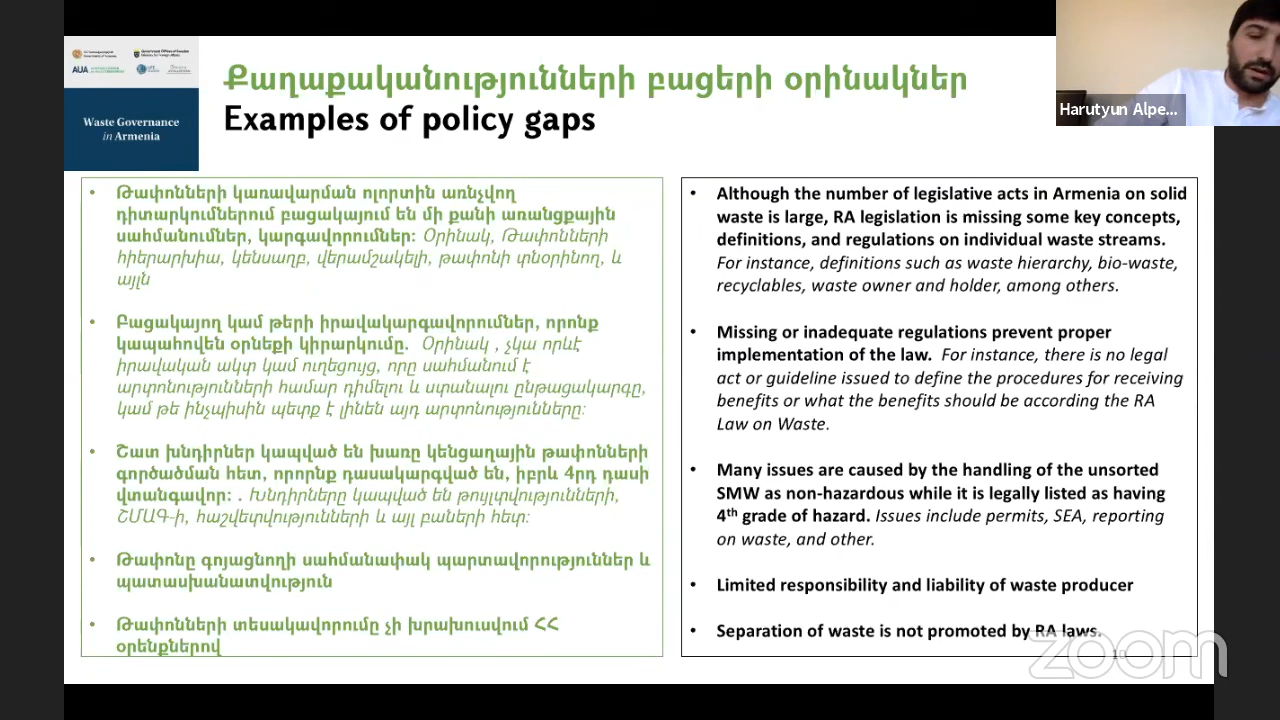 AUA
Waste Governance
in Armenia
Քաղաքականությունների բացերի օրինակներ
Examples of policy gaps
Harutyun Alpe...
• Թափոնների կառավարման ոլորտին առնչվող
դիտարկումներում բացակայում են մի քանի առանցքային
սահմանումներ, կարգավորումներ: Օրինակ, Թափոնների
հիերարխիա, կենսաղբ, վերամշակելի, թափոնի տնօրինող, և
այլն
• Բացակայող կամ թերի իրավակարգավորումներ, որոնք
կապահովեն օրնեքի կիրարկումը. Օրինակ , չկա որևէ
իրավական ակտ կամ ուղեցույց, որը սահմանում է
արտոնությունների համար դիմելու և ստանալու ընթացակարգը,
կամ թե ինչպիսին պետք է լինեն այդ արտոնությունները:
• Շատ խնդիրներ կապված են խառը կենցաղային թափոնների
գործածման հետ, որորնք դասակարգված են, իբրև 4րդ դասի
վտանգավոր: . Խնդիրները կապված են թույլտվությունների,
ՇՄԱԳ-ի, հաշվետվությունների և այլ բաների հետ:
• Թափոնը գոյացնողի սահմանափակ պարտավորություններ և
պատասխանատվություն
• Թափոնների տեսակավորումը չի խրախուսվում ՀՀ
օրենքներով
• Although the number of legislative acts in Armenia on solid
waste is large, RA legislation is missing some key concepts,
definitions, and regulations on individual waste streams.
For instance, definitions such as waste hierarchy, bio-waste,
recyclables, waste owner and holder, among others.
• Missing or inadequate regulations prevent proper
implementation of the law. For instance, there is no legal
act or guideline issued to define the procedures for receiving
benefits or what the benefits should be according the RA
Law on Waste.
• Many issues are caused by the handling of the unsorted
SMW as non-hazardous while it is legally listed as having
4th grade of hazard. Issues include permits, SEA, reporting
on waste, and other.
• Limited responsibility and liability of waste producer
• Separation of waste is not promoted by RA laws.
10
zoom